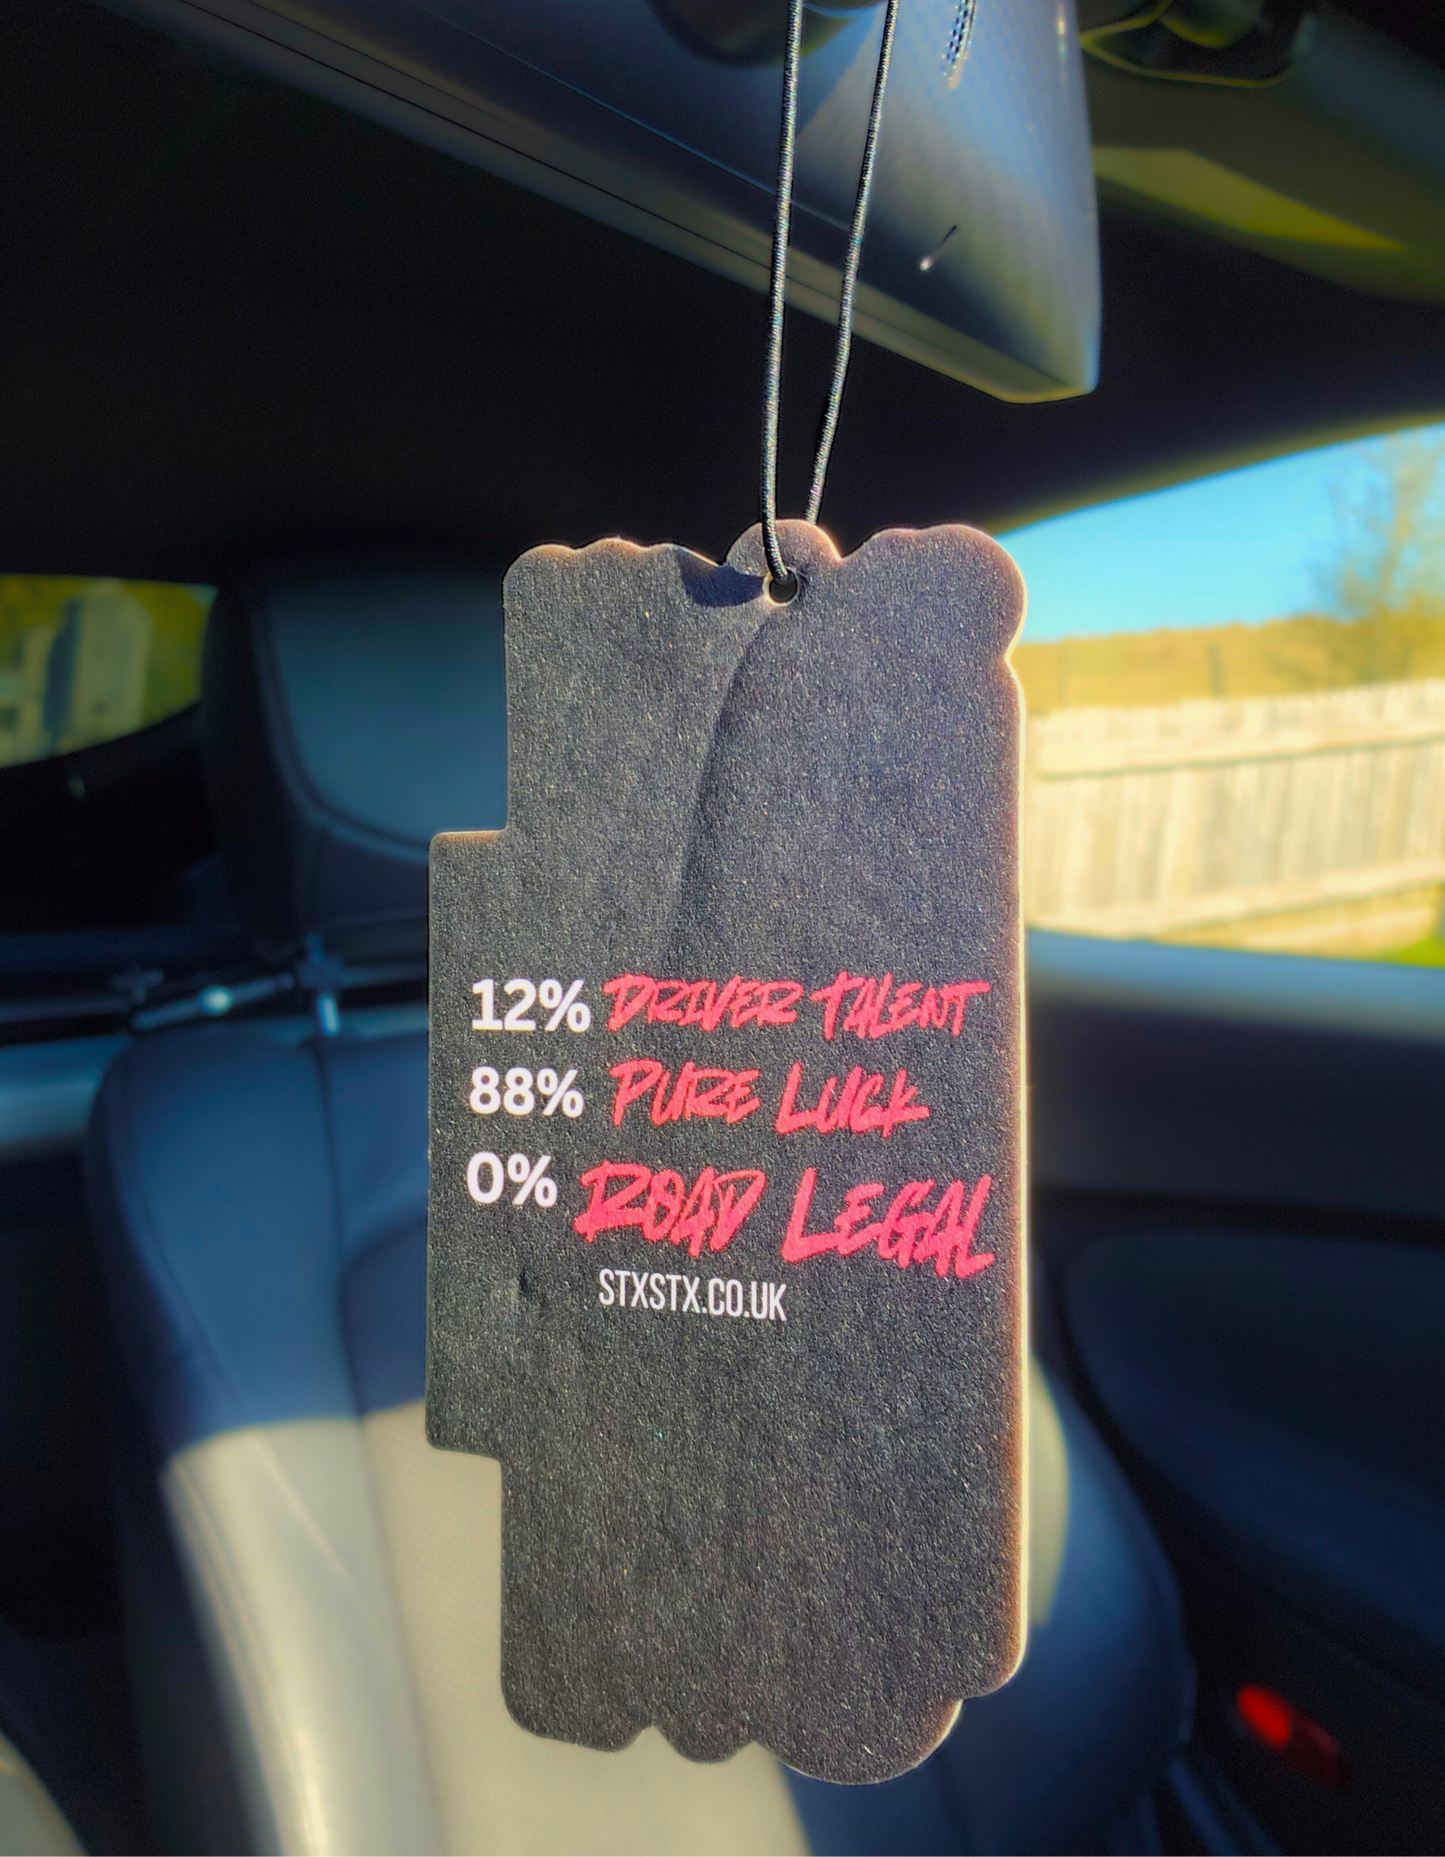 12% DRIVER TALENT
88% PURE LUCK
0% ROAD LEGAL
STXSTX.CO.UK